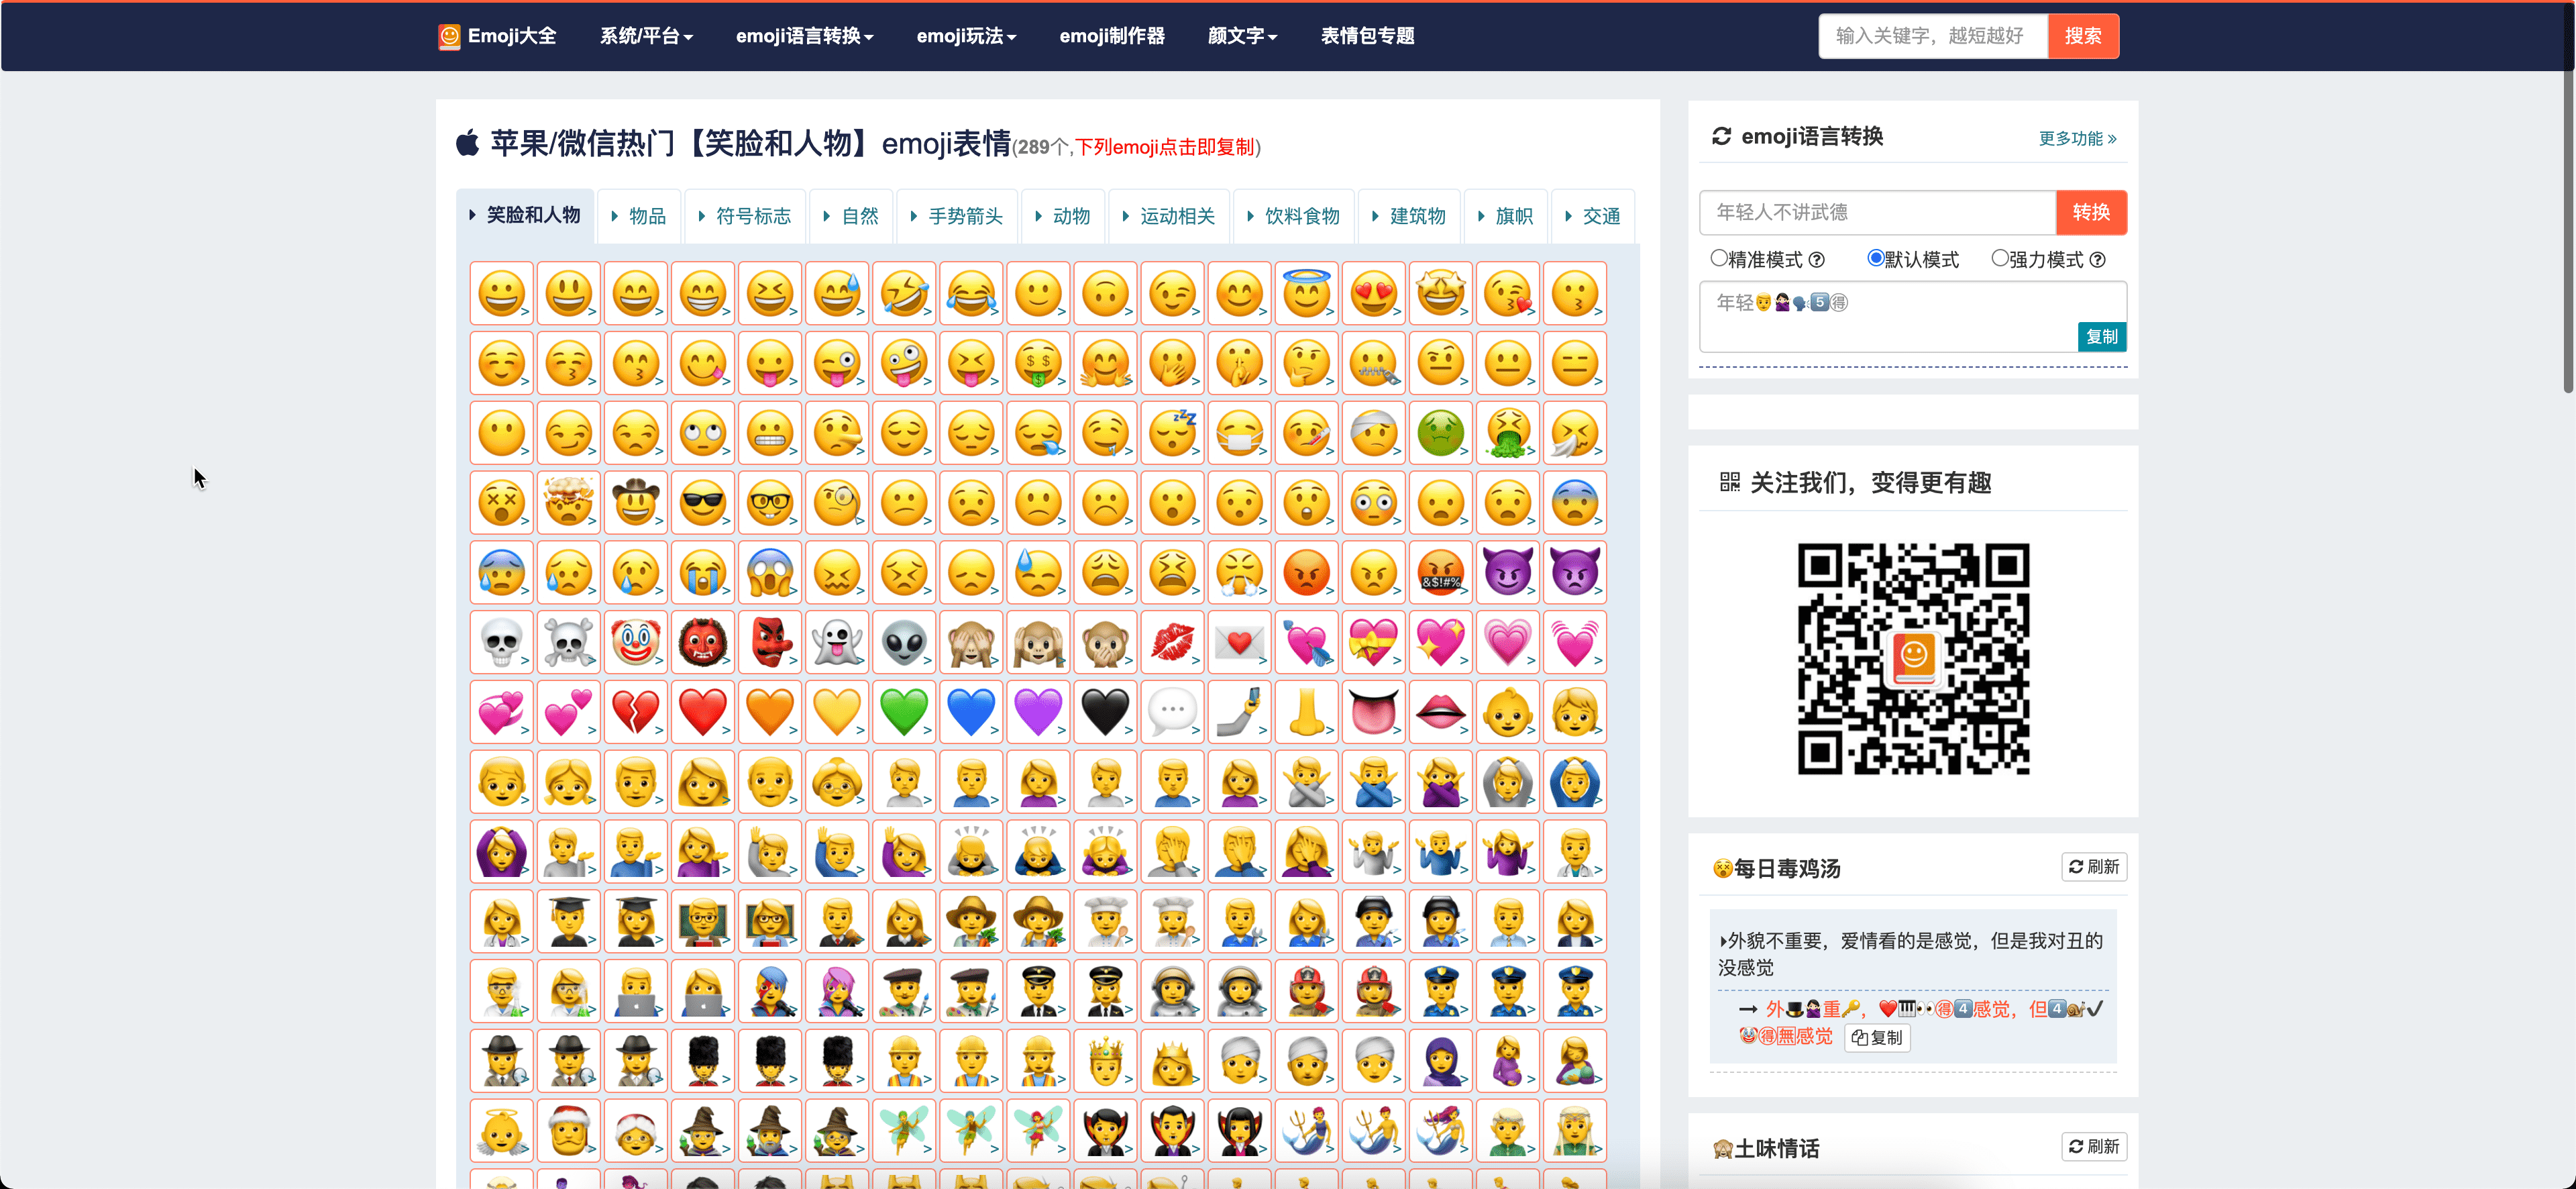 Emoji大全 系统/平台 emoji语言转换 emoji玩法 emoji制作器 颜文字 表情包专题 输入关键字，越短越好 搜索
苹果/微信热门【笑脸和人物】emoji表情(289个,下列emoji点击即复制)
笑脸和人物 物品 符号标志 自然 手势箭头 动物 运动相关 饮料食物 建筑物 旗帜 交通
emoji语言转换 更多功能 »
年轻人不讲武德 转换
精准模式 默认模式 强力模式
年轻👨🙅🏻‍♀️🗣️5️⃣🉐
复制
关注我们，变得更有趣
😵每日毒鸡汤 刷新
外貌不重要，爱情看的是感觉，但是我对丑的
没感觉
→ 外🎩🙅🏻‍♀️重🔑，❤️🎹👀🉐4️⃣感觉，但4️⃣🐌✔️
🤡🉐🈚感觉 复制
🙈土味情话 刷新